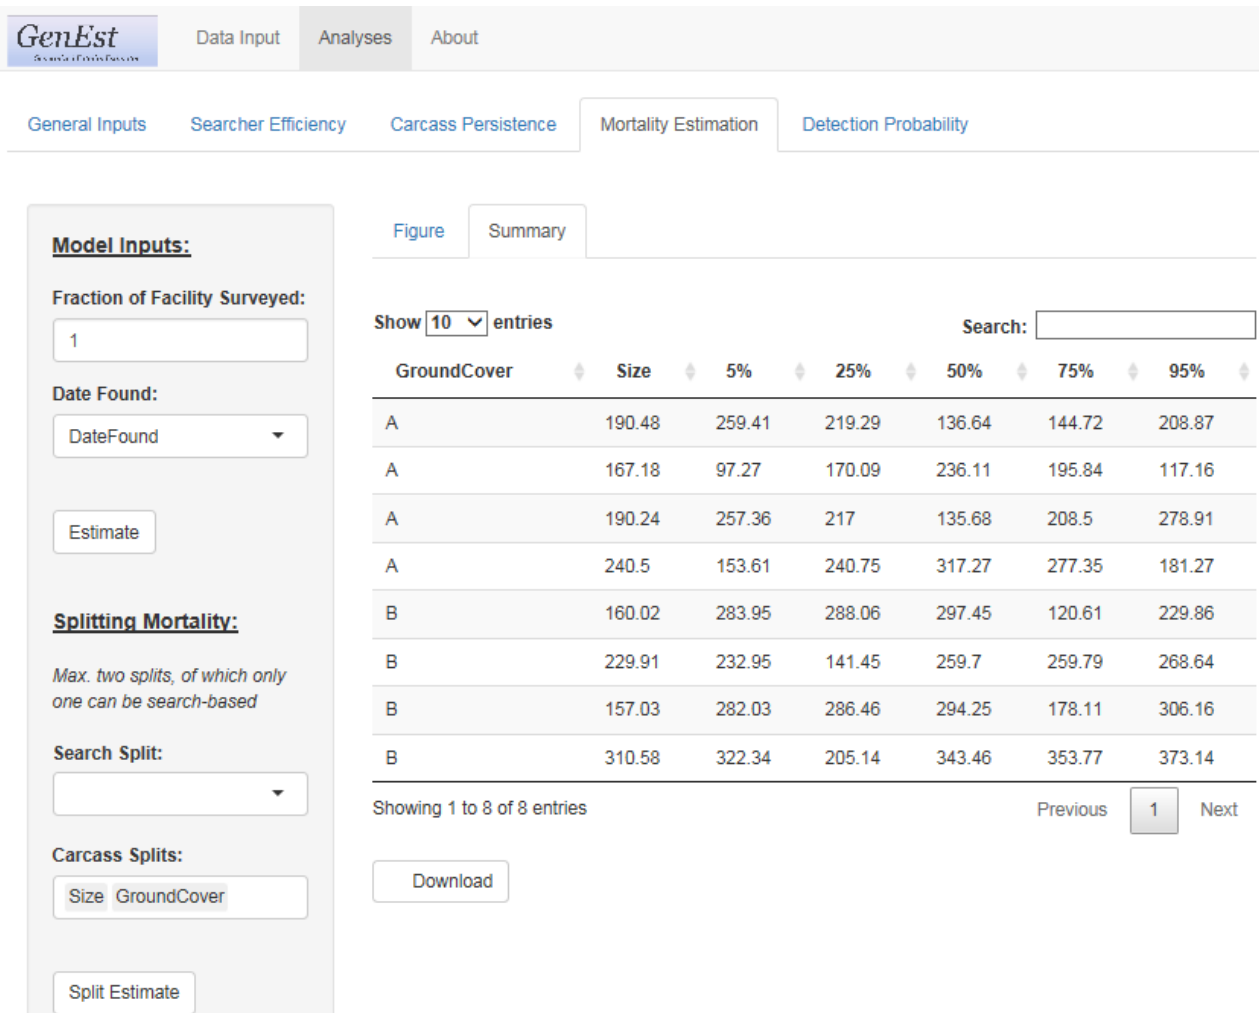 GenEst Data Input Analyses About
General Inputs Searcher Efficiency Carcass Persistence Mortality Estimation Detection Probability
Model Inputs:
Fraction of Facility Surveyed:
1
Date Found:
DateFound
Estimate
Splitting Mortality:
Max. two splits, of which only
one can be search-based
Search Split:
Carcass Splits:
Size GroundCover
Split Estimate
Figure Summary
Show 10 entries Search:
GroundCover Size 5% 25% 50% 75% 95%
A 190.48 259.41 219.29 136.64 144.72 208.87
A 167.18 97.27 170.09 236.11 195.84 117.16
A 190.24 257.36 217 135.68 208.5 278.91
A 240.5 153.61 240.75 317.27 277.35 181.27
B 160.02 283.95 288.06 297.45 120.61 229.86
B 229.91 232.95 141.45 259.7 259.79 268.64
B 157.03 282.03 286.46 294.25 178.11 306.16
B 310.58 322.34 205.14 343.46 353.77 373.14
Showing 1 to 8 of 8 entries Previous 1 Next
Download